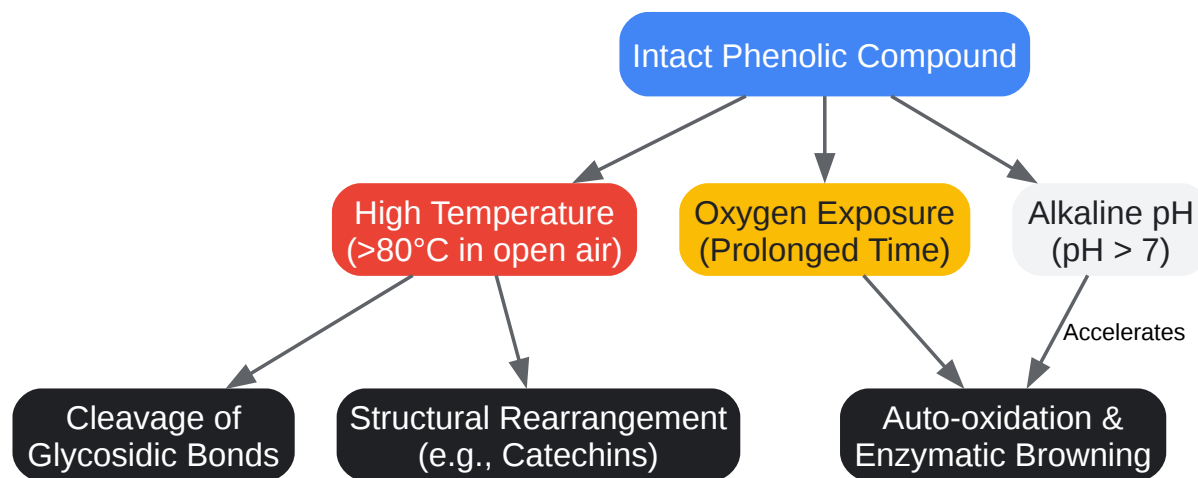 Intact Phenolic Compound
High Temperature
(>80°C in open air)
Oxygen Exposure
(Prolonged Time)
Alkaline pH
(pH > 7)
Accelerates
Cleavage of
Glycosidic Bonds
Structural Rearrangement
(e.g., Catechins)
Auto-oxidation &
Enzymatic Browning